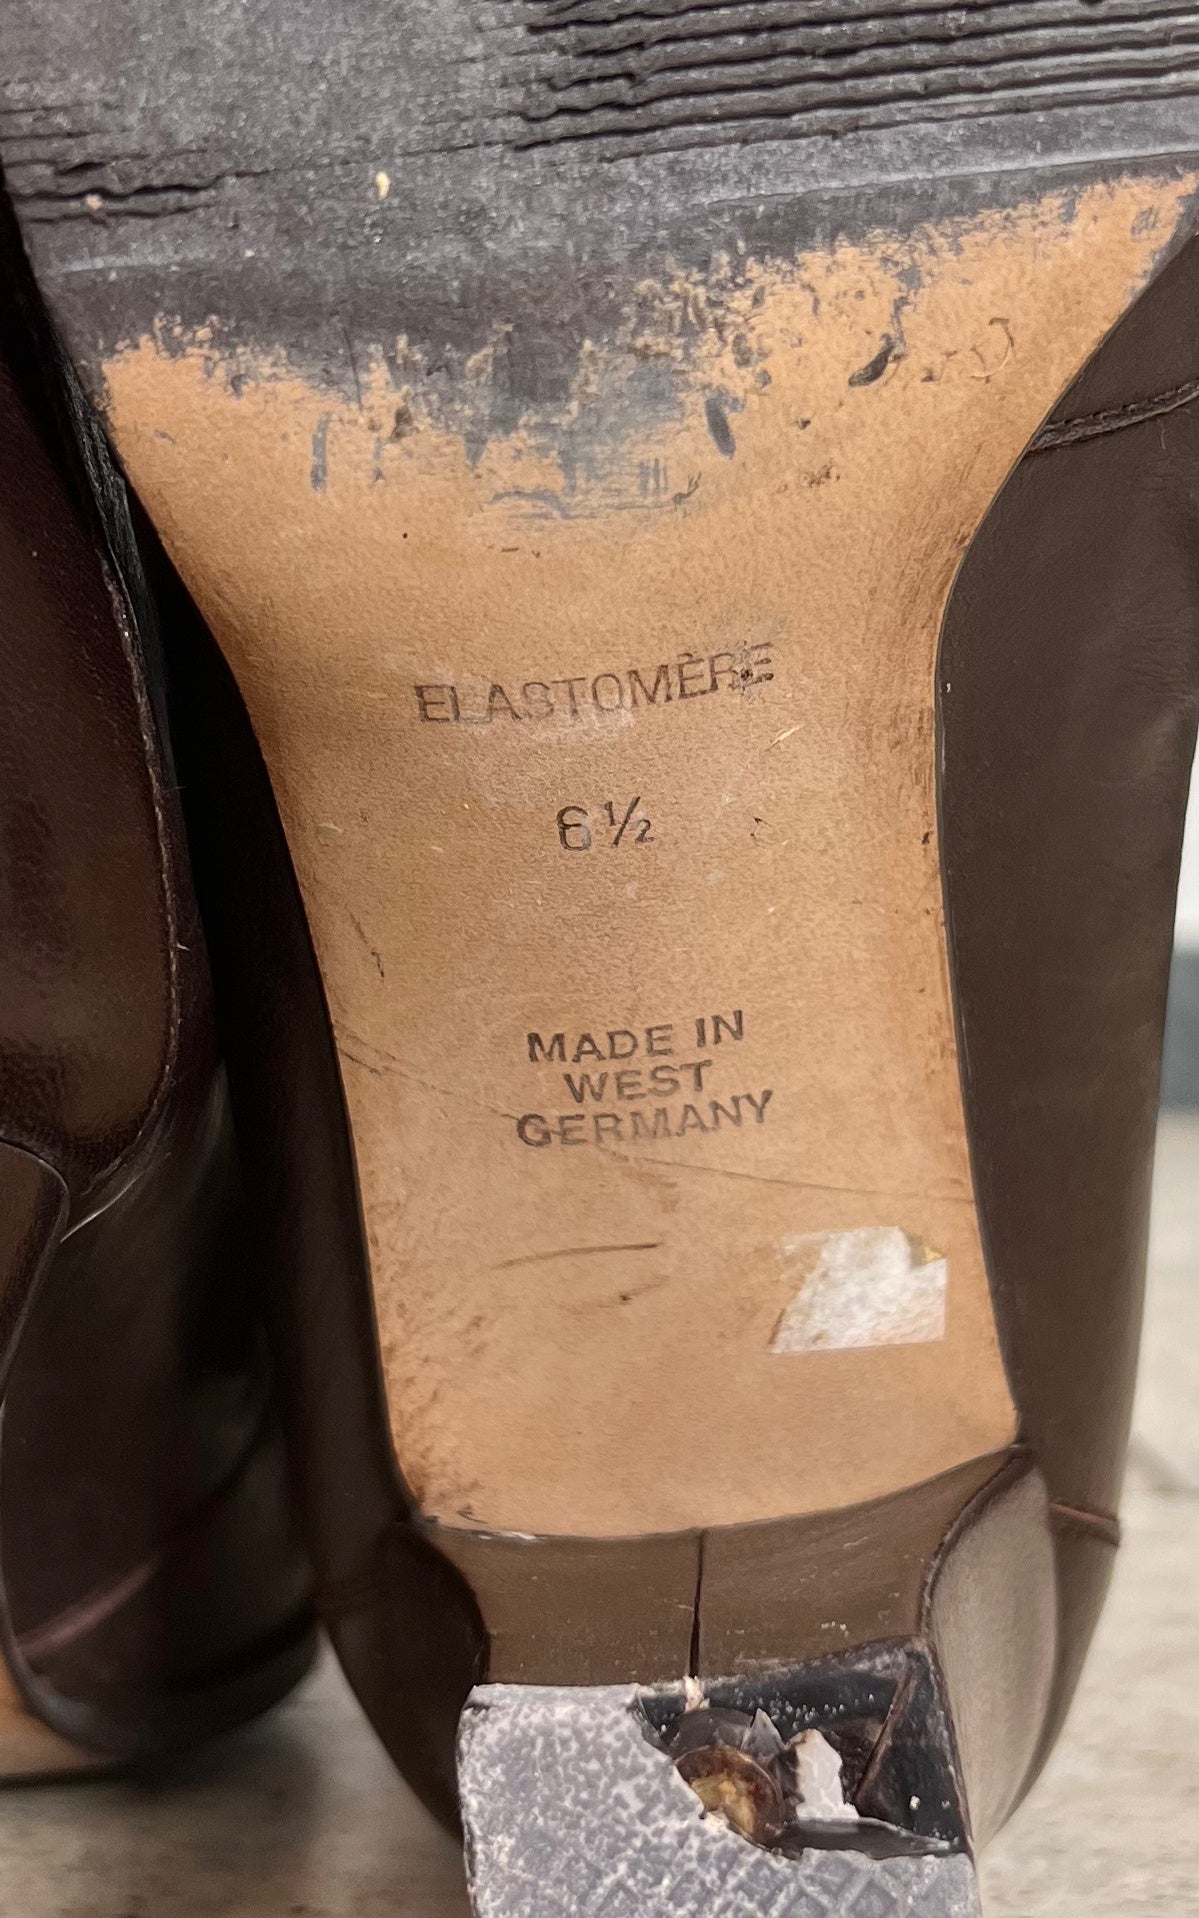 ELASTOMÈRE
6½
MADE IN
WEST
GERMANY